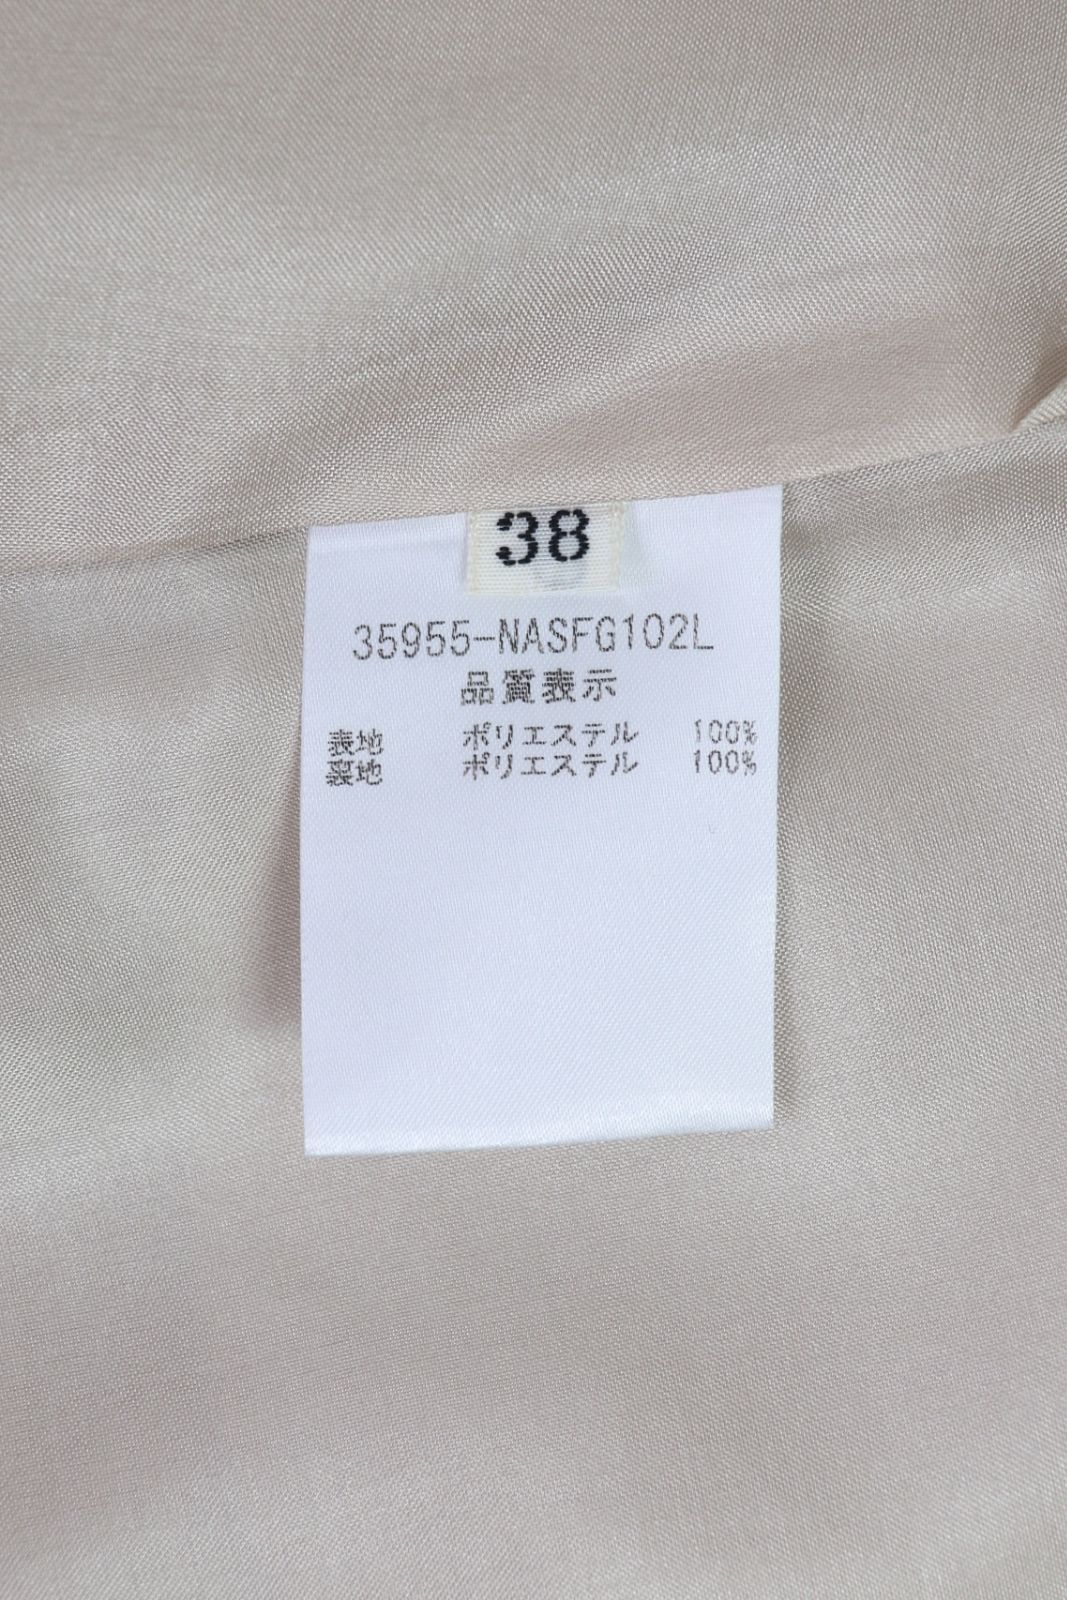 38
35955-NASFG102L
品質表示
表地 ポリエステル 100%
裏地 ポリエステル 100%